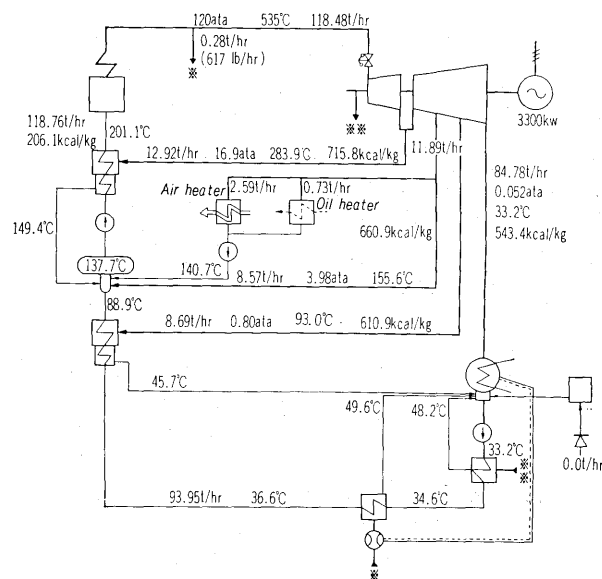 120ata 535℃ 118.48t/hr
0.28t/hr
(617 lb/hr)
※
※※
3300kw
118.76t/hr
206.1kcal/kg
201.1℃
12.92t/hr 16.9ata 283.9℃ 715.8kcal/kg
11.89t/hr
84.78t/hr
0.052ata
33.2℃
543.4kcal/kg
Air heater
2.59t/hr
0.73t/hr
Oil heater
149.4℃
660.9kcal/kg
137.7℃
140.7℃
8.57t/hr 3.98ata 155.6℃
88.9℃
8.69t/hr 0.80ata 93.0℃ 610.9kcal/kg
45.7℃
49.6℃
48.2℃
33.2℃
※※
0.0t/hr
93.95t/hr 36.6℃
34.6℃
※